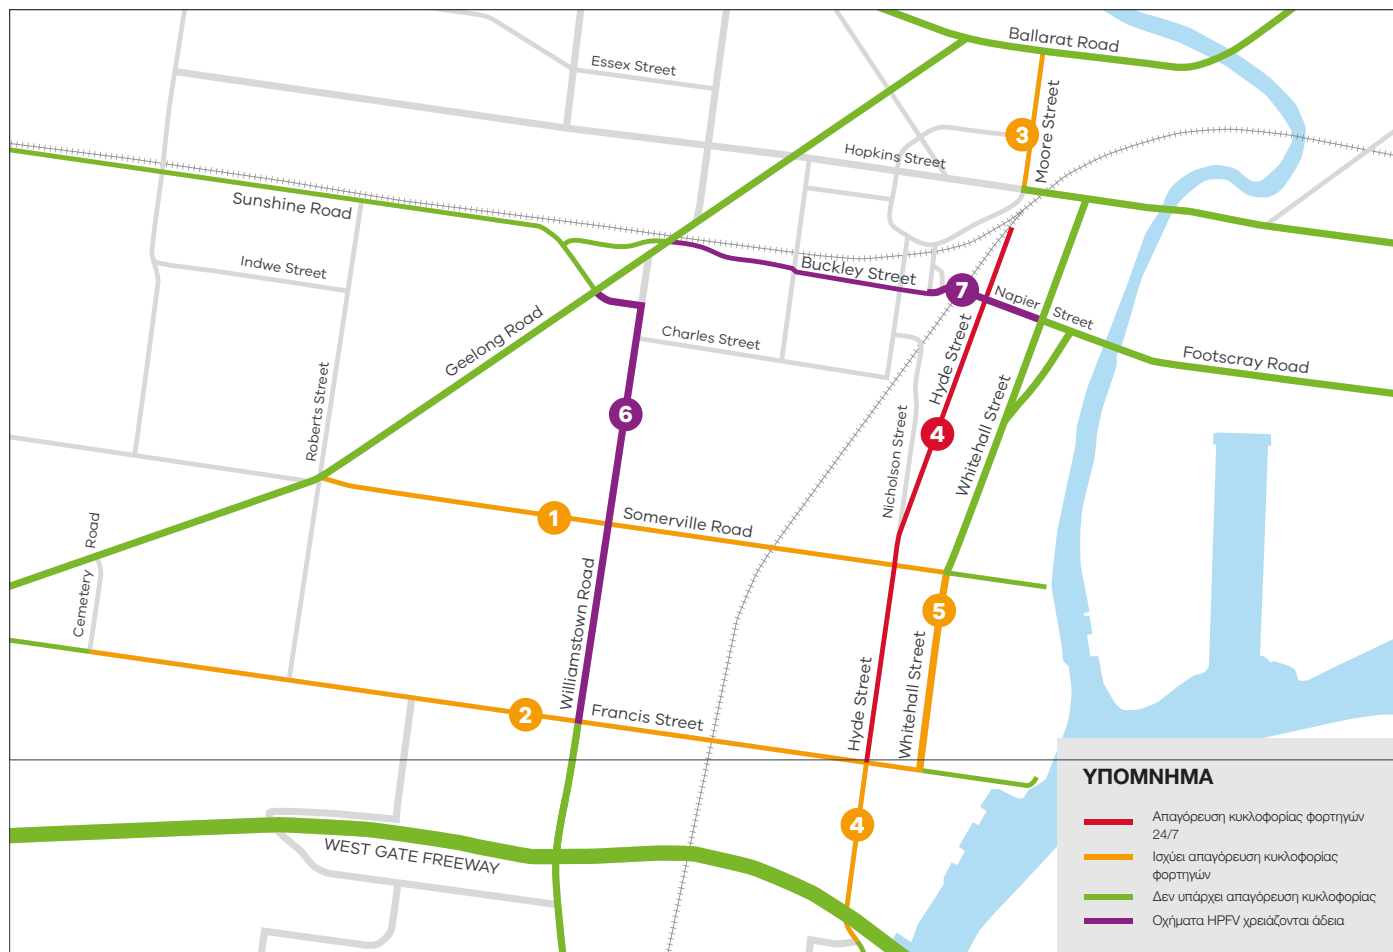 Ballarat Road
Essex Street
Moore Street
3
Hopkins Street
Sunshine Road
Indwe Street
Buckley Street
7
Napier Street
Charles Street
Geelong Road
Footscray Road
Hyde Street
Whitehall Street
Roberts Street
6
4
Nicholson Street
1
Somerville Road
Cemetery Road
Williamstown Road
5
Whitehall Street
Hyde Street
2
Francis Street
4
WEST GATE FREEWAY
ΥΠΟΜΝΗΜΑ
Απαγόρευση κυκλοφορίας φορτηγών
24/7
Ισχύει απαγόρευση κυκλοφορίας
φορτηγών
Δεν υπάρχει απαγόρευση κυκλοφορίας
Οχήματα HPFV χρειάζονται άδεια